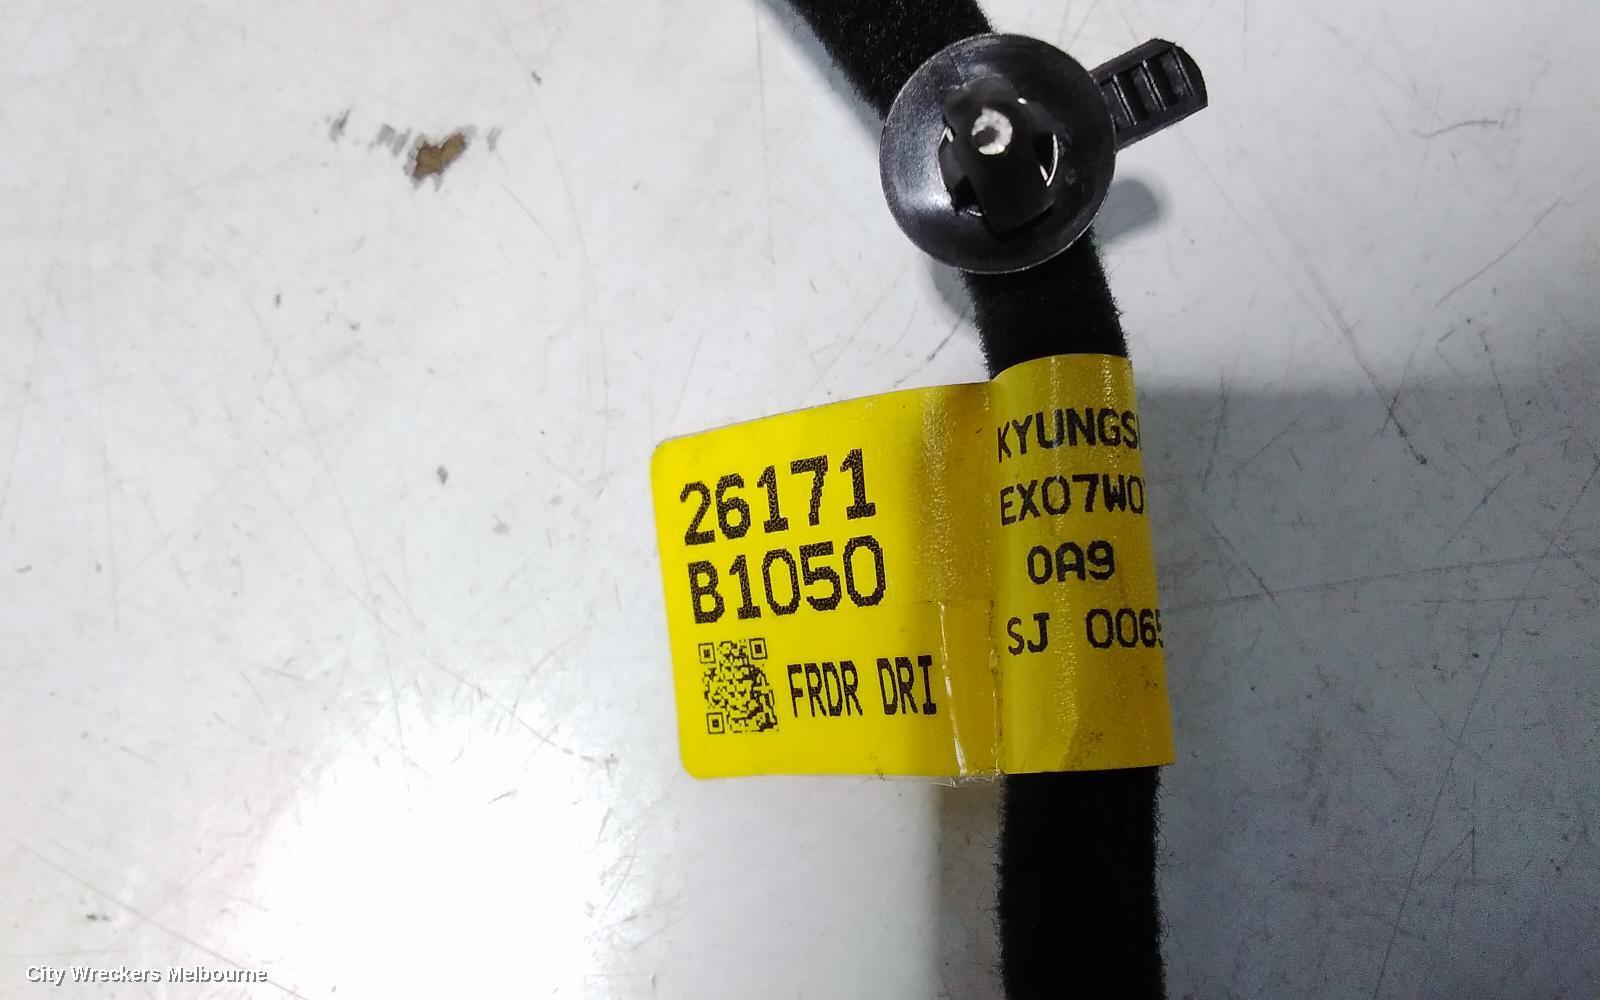 26171
B1050
FRDR DRI
KYUNGS
EX07W0
0A9
SJ 0065
City Wreckers Melbourne